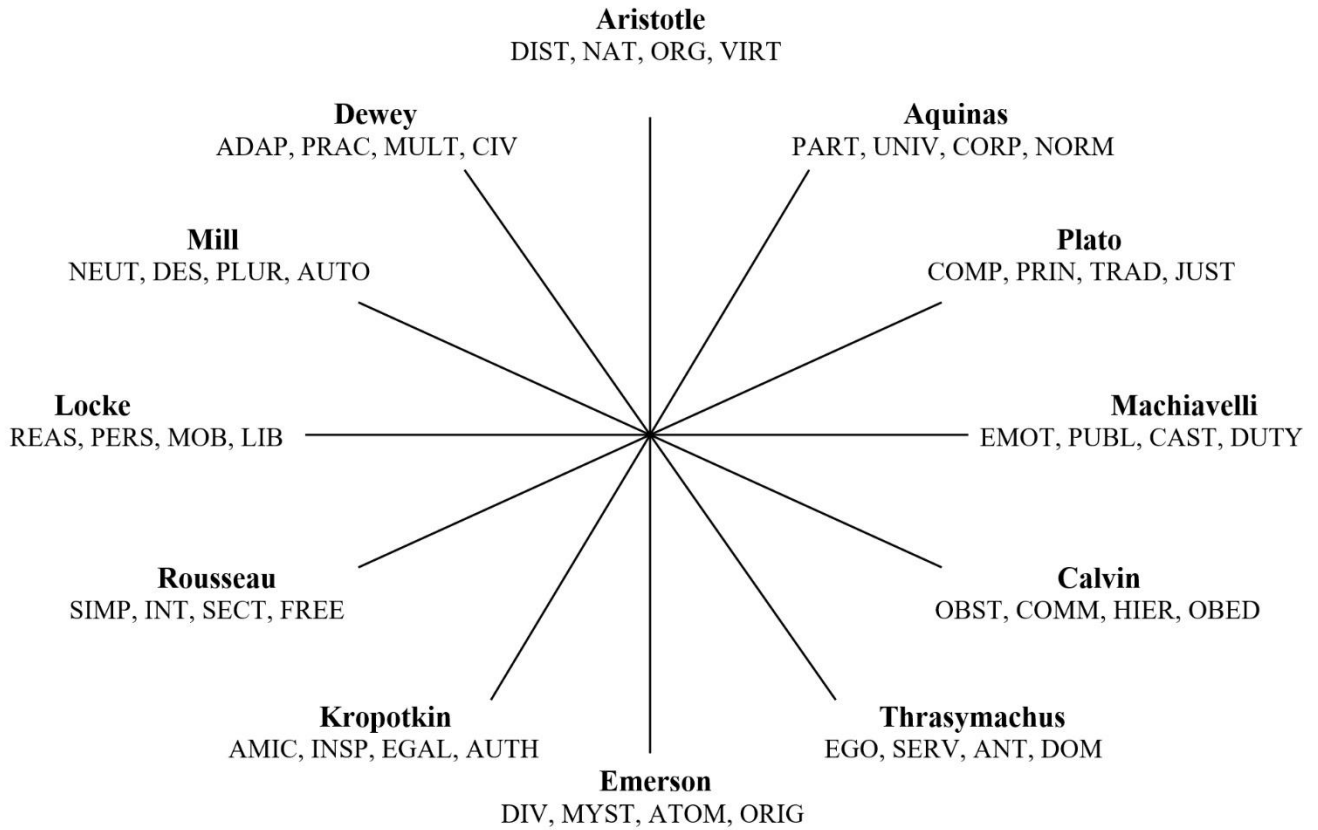 Aristotle
DIST, NAT, ORG, VIRT
Dewey
ADAP, PRAC, MULT, CIV
Aquinas
PART, UNIV, CORP, NORM
Mill
NEUT, DES, PLUR, AUTO
Plato
COMP, PRIN, TRAD, JUST
Locke
REAS, PERS, MOB, LIB
Machiavelli
EMOT, PUBL, CAST, DUTY
Rousseau
SIMP, INT, SECT, FREE
Calvin
OBST, COMM, HIER, OBED
Kropotkin
AMIC, INSP, EGAL, AUTH
Thrasymachus
EGO, SERV, ANT, DOM
Emerson
DIV, MYST, ATOM, ORIG